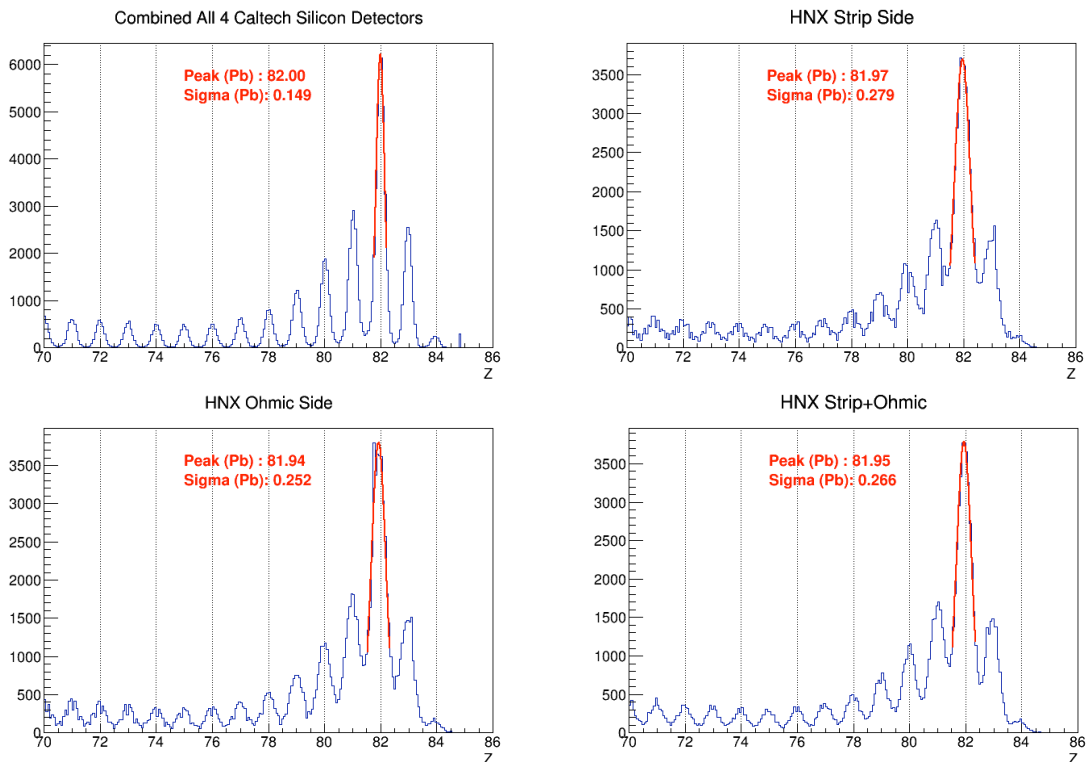 Combined All 4 Caltech Silicon Detectors
Peak (Pb) : 82.00
Sigma (Pb): 0.149
6000
5000
4000
3000
2000
1000
0
70 72 74 76 78 80 82 84 86
Z
HNX Strip Side
Peak (Pb) : 81.97
Sigma (Pb): 0.279
3500
3000
2500
2000
1500
1000
500
0
70 72 74 76 78 80 82 84 86
Z
HNX Ohmic Side
Peak (Pb) : 81.94
Sigma (Pb): 0.252
3500
3000
2500
2000
1500
1000
500
0
70 72 74 76 78 80 82 84 86
Z
HNX Strip+Ohmic
Peak (Pb) : 81.95
Sigma (Pb): 0.266
3500
3000
2500
2000
1500
1000
500
0
70 72 74 76 78 80 82 84 86
Z